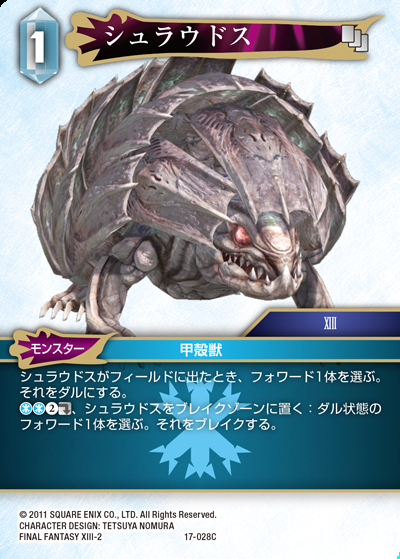 1
シュラウドス
XIII
モンスター
甲殻獣
シュラウドスがフィールドに出たとき、フォワード1体を選ぶ。
それをダルにする。
2、シュラウドスをブレイクゾーンに置く：ダル状態の
フォワード1体を選ぶ。それをブレイクする。
© 2011 SQUARE ENIX CO., LTD. All Rights Reserved.
CHARACTER DESIGN: TETSUYA NOMURA
FINAL FANTASY XIII-2
17-028C